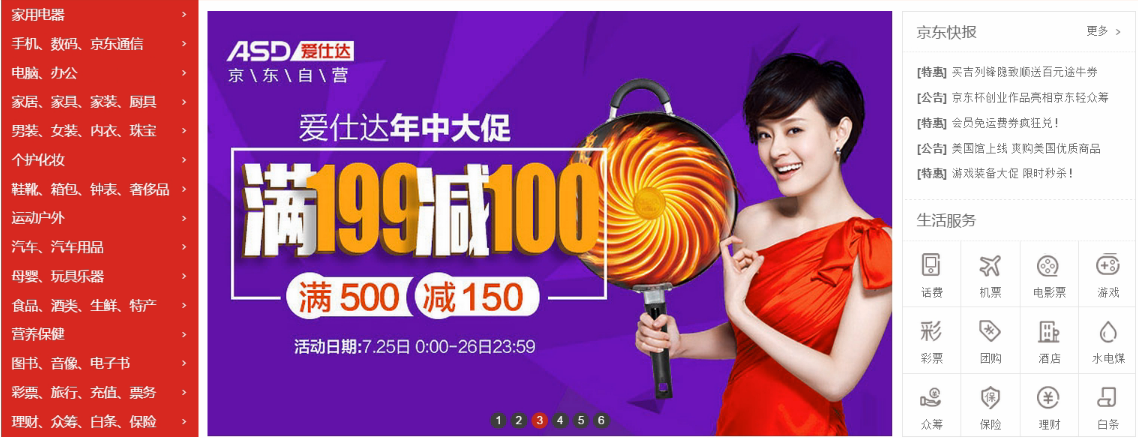 家用电器
手机、数码、京东通信
电脑、办公
家居、家具、家装、厨具
男装、女装、内衣、珠宝
个护化妆
鞋靴、箱包、钟表、奢侈品
运动户外
汽车、汽车用品
母婴、玩具乐器
食品、酒类、生鲜、特产
营养保健
图书、音像、电子书
彩票、旅行、充值、票务
理财、众筹、白条、保险
ASD 爱仕达
京\东\自\营
爱仕达年中大促
满199减100
满500 减150
活动日期:7.25日 0:00-26日23:59
1 2 3 4 5 6
京东快报 更多 >
[特惠] 买吉列锋隐致顺送百元途牛券
[公告] 京东杯创业作品亮相京东轻众筹
[特惠] 会员免运费券疯狂兑！
[公告] 美国馆上线 爽购美国优质商品
[特惠] 游戏装备大促 限时秒杀！
生活服务
话费 机票 电影票 游戏
彩
彩票 团购 酒店 水电煤
保 ¥
众筹 保险 理财 白条